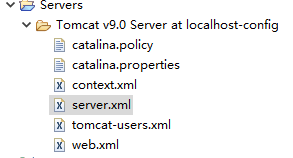 Servers
Tomcat v9.0 Server at localhost-config
catalina.policy
catalina.properties
context.xml
server.xml
tomcat-users.xml
web.xml